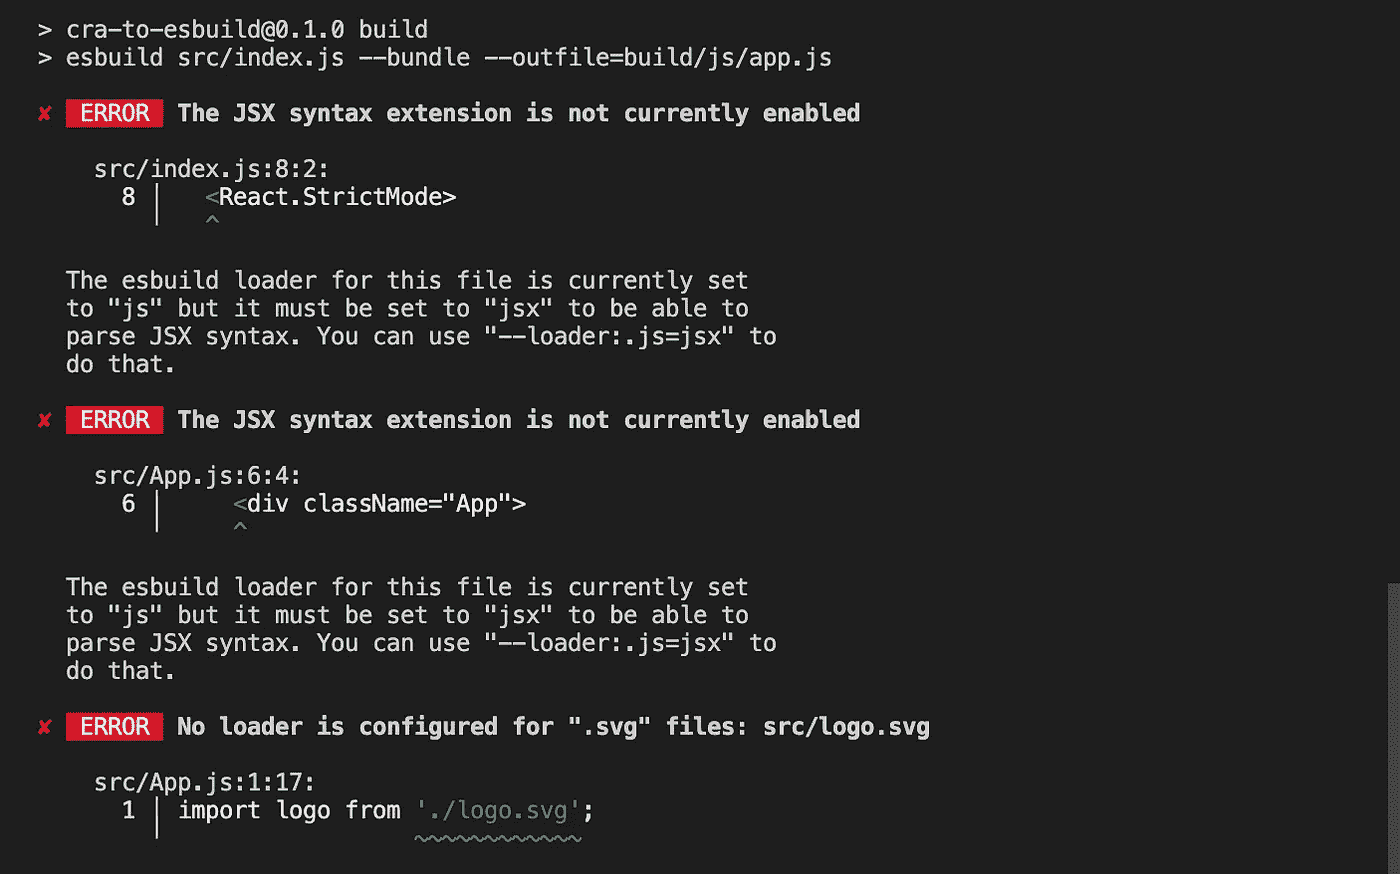 > cra-to-esbuild@0.1.0 build
> esbuild src/index.js --bundle --outfile=build/js/app.js
✘ ERROR The JSX syntax extension is not currently enabled
src/index.js:8:2:
8 │ <React.StrictMode>
^
The esbuild loader for this file is currently set
to "js" but it must be set to "jsx" to be able to
parse JSX syntax. You can use "--loader:.js=jsx" to
do that.
✘ ERROR The JSX syntax extension is not currently enabled
src/App.js:6:4:
6 │ <div className="App">
^
The esbuild loader for this file is currently set
to "js" but it must be set to "jsx" to be able to
parse JSX syntax. You can use "--loader:.js=jsx" to
do that.
✘ ERROR No loader is configured for ".svg" files: src/logo.svg
src/App.js:1:17:
1 │ import logo from './logo.svg';
~~~~~~~~~~~~